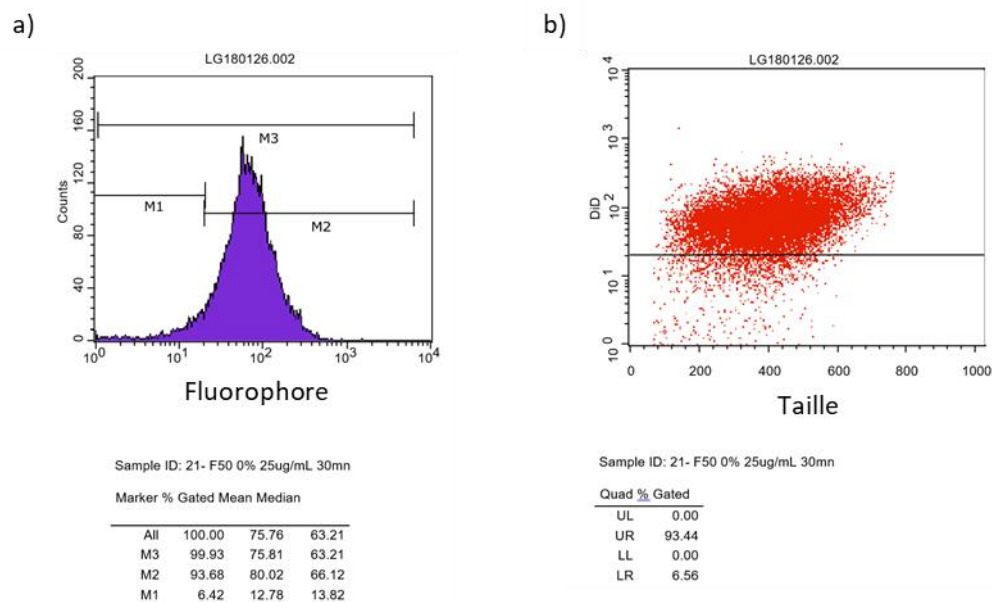 a)
LG180126.002
200
160
120
80
40
0
Counts
M3
M1
M2
10^0
10^1
10^2
10^3
10^4
Fluorophore
Sample ID: 21- F50 0% 25ug/mL 30mn
Marker % Gated Mean Median
All 100.00 75.76 63.21
M3 99.93 75.81 63.21
M2 93.68 80.02 66.12
M1 6.42 12.78 13.82
b)
LG180126.002
10^4
10^3
10^2
10^1
10^0
DiD
0 200 400 600 800 1000
Taille
Sample ID: 21- F50 0% 25ug/mL 30mn
Quad % Gated
UL 0.00
UR 93.44
LL 0.00
LR 6.56